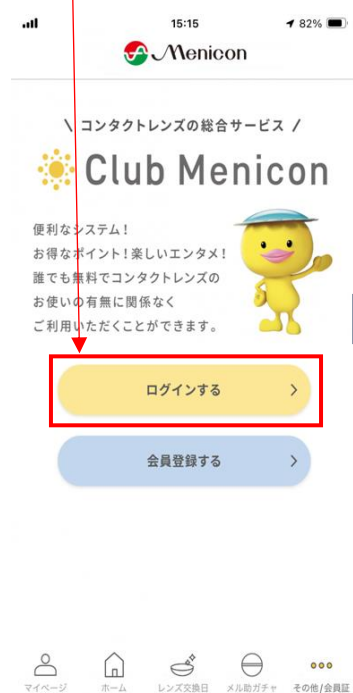 15:15
82%
Menicon
\ コンタクトレンズの総合サービス /
Club Menicon
便利なシステム！
お得なポイント！楽しいエンタメ！
誰でも無料でコンタクトレンズの
お使いの有無に関係なく
ご利用いただくことができます。
ログインする
会員登録する
マイページ ホーム レンズ交換日 メル助ガチャ その他/会員証